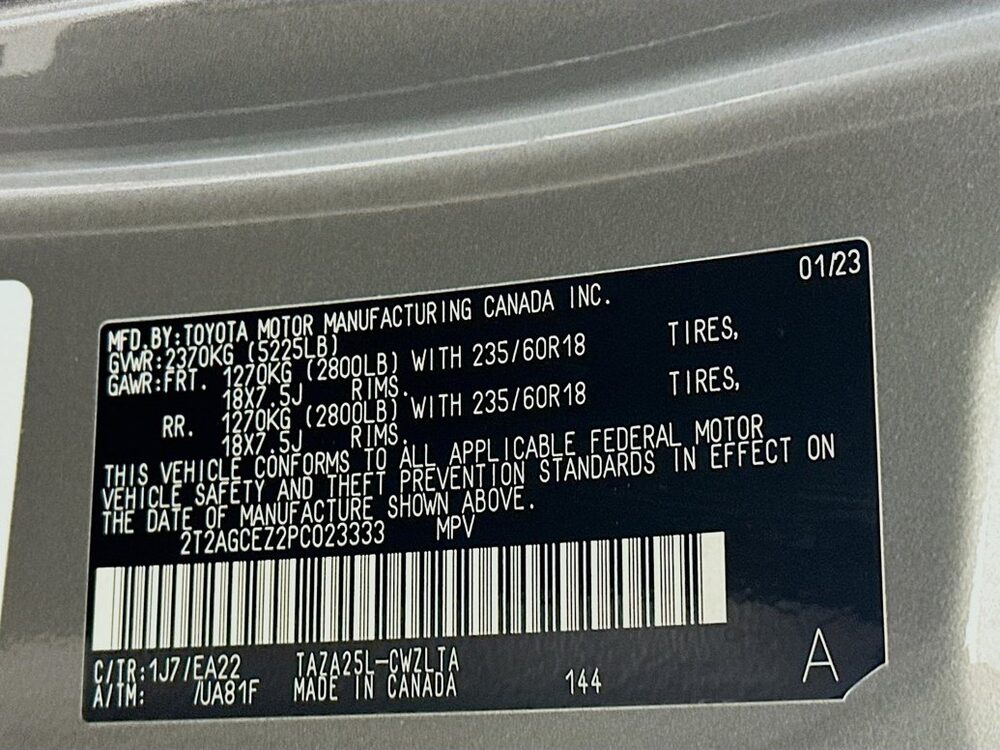 01/23
MFD.BY:TOYOTA MOTOR MANUFACTURING CANADA INC.
GVWR:2370KG (5225LB)
GAWR:FRT. 1270KG (2800LB) WITH 235/60R18 TIRES,
18X7.5J RIMS.
RR. 1270KG (2800LB) WITH 235/60R18 TIRES,
18X7.5J RIMS.
THIS VEHICLE CONFORMS TO ALL APPLICABLE FEDERAL MOTOR
VEHICLE SAFETY AND THEFT PREVENTION STANDARDS IN EFFECT ON
THE DATE OF MANUFACTURE SHOWN ABOVE.
2T2AGCEZ2PC023333 MPV
C/TR:1J7/EA22 TAZA25L-CWZLTA
A/TM: /UA81F MADE IN CANADA 144 A